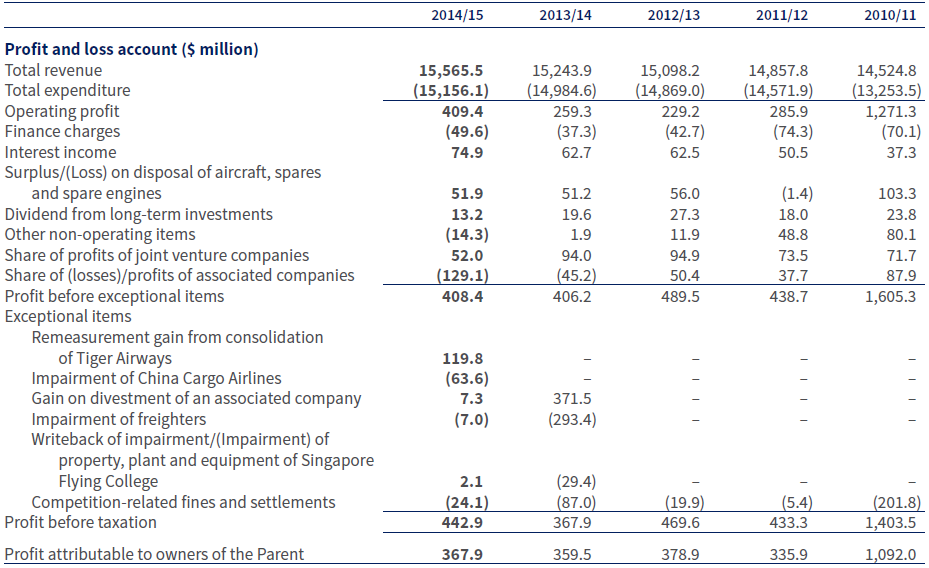 2014/15 2013/14 2012/13 2011/12 2010/11
Profit and loss account ($ million)
Total revenue 15,565.5 15,243.9 15,098.2 14,857.8 14,524.8
Total expenditure (15,156.1) (14,984.6) (14,869.0) (14,571.9) (13,253.5)
Operating profit 409.4 259.3 229.2 285.9 1,271.3
Finance charges (49.6) (37.3) (42.7) (74.3) (70.1)
Interest income 74.9 62.7 62.5 50.5 37.3
Surplus/(Loss) on disposal of aircraft, spares
and spare engines 51.9 51.2 56.0 (1.4) 103.3
Dividend from long-term investments 13.2 19.6 27.3 18.0 23.8
Other non-operating items (14.3) 1.9 11.9 48.8 80.1
Share of profits of joint venture companies 52.0 94.0 94.9 73.5 71.7
Share of (losses)/profits of associated companies (129.1) (45.2) 50.4 37.7 87.9
Profit before exceptional items 408.4 406.2 489.5 438.7 1,605.3
Exceptional items
Remeasurement gain from consolidation
of Tiger Airways 119.8 – – – –
Impairment of China Cargo Airlines (63.6) – – – –
Gain on divestment of an associated company 7.3 371.5 – – –
Impairment of freighters (7.0) (293.4) – – –
Writeback of impairment/(Impairment) of
property, plant and equipment of Singapore
Flying College 2.1 (29.4) – – –
Competition-related fines and settlements (24.1) (87.0) (19.9) (5.4) (201.8)
Profit before taxation 442.9 367.9 469.6 433.3 1,403.5
Profit attributable to owners of the Parent 367.9 359.5 378.9 335.9 1,092.0